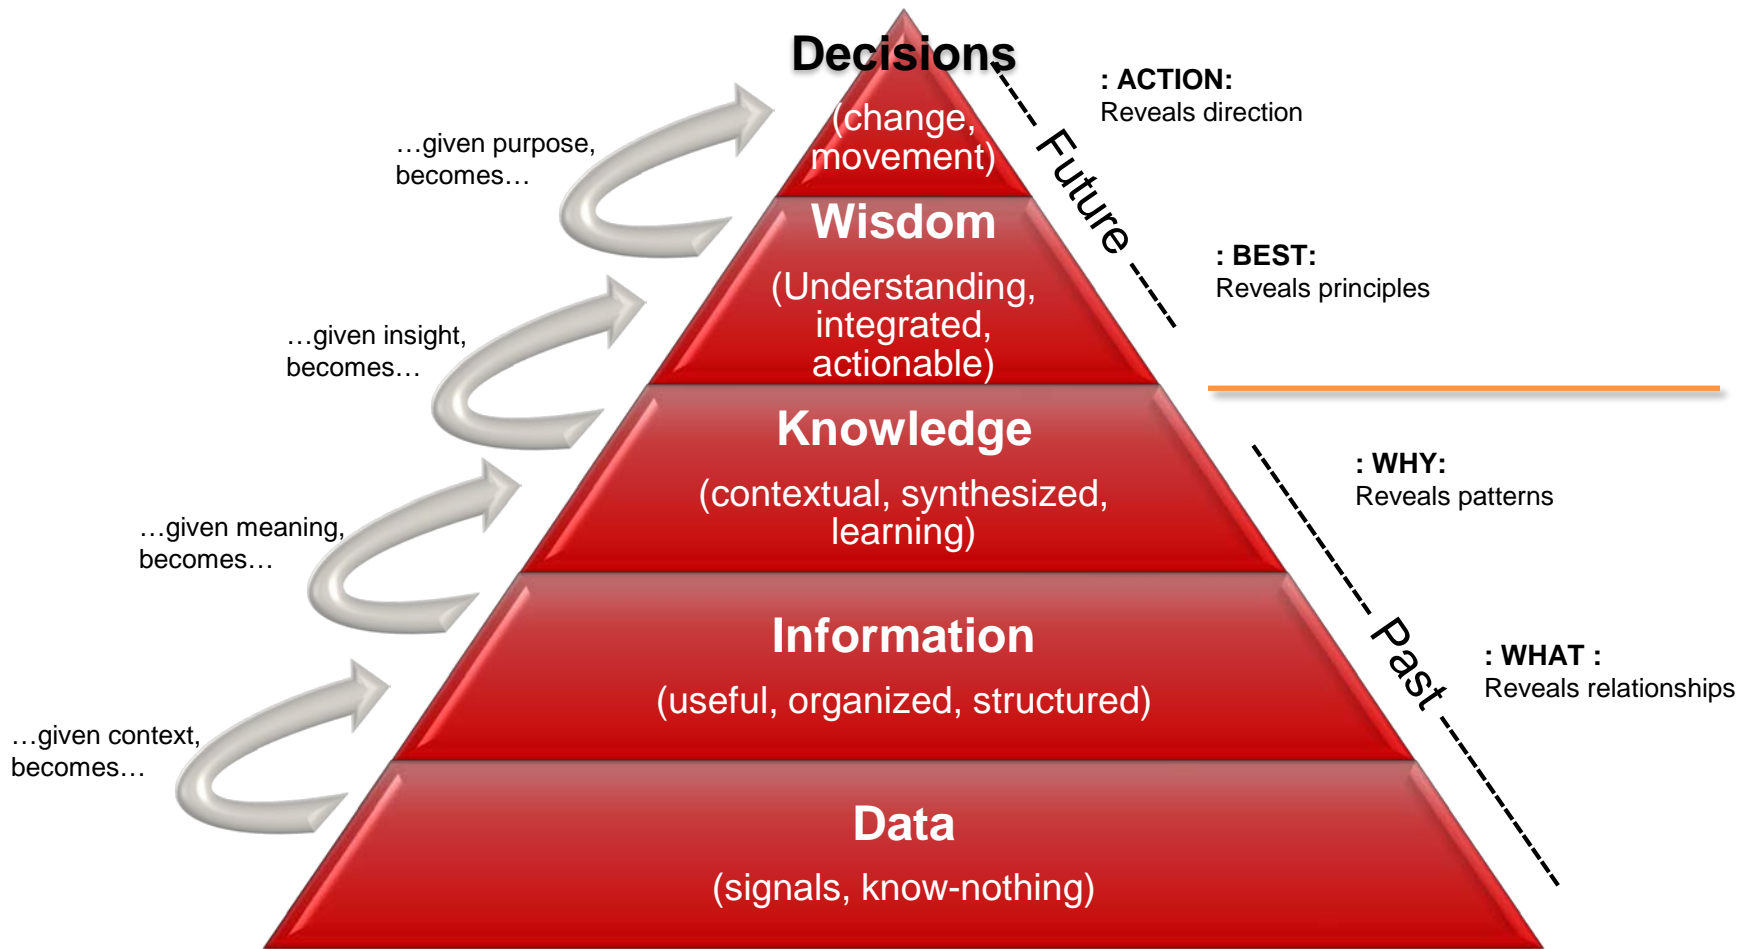 Decisions
(change,
movement)
: ACTION:
Reveals direction
…given purpose,
becomes…
Future
Wisdom
(Understanding,
integrated,
actionable)
: BEST:
Reveals principles
…given insight,
becomes…
Knowledge
(contextual, synthesized,
learning)
: WHY:
Reveals patterns
…given meaning,
becomes…
Past
Information
(useful, organized, structured)
: WHAT :
Reveals relationships
…given context,
becomes…
Data
(signals, know-nothing)